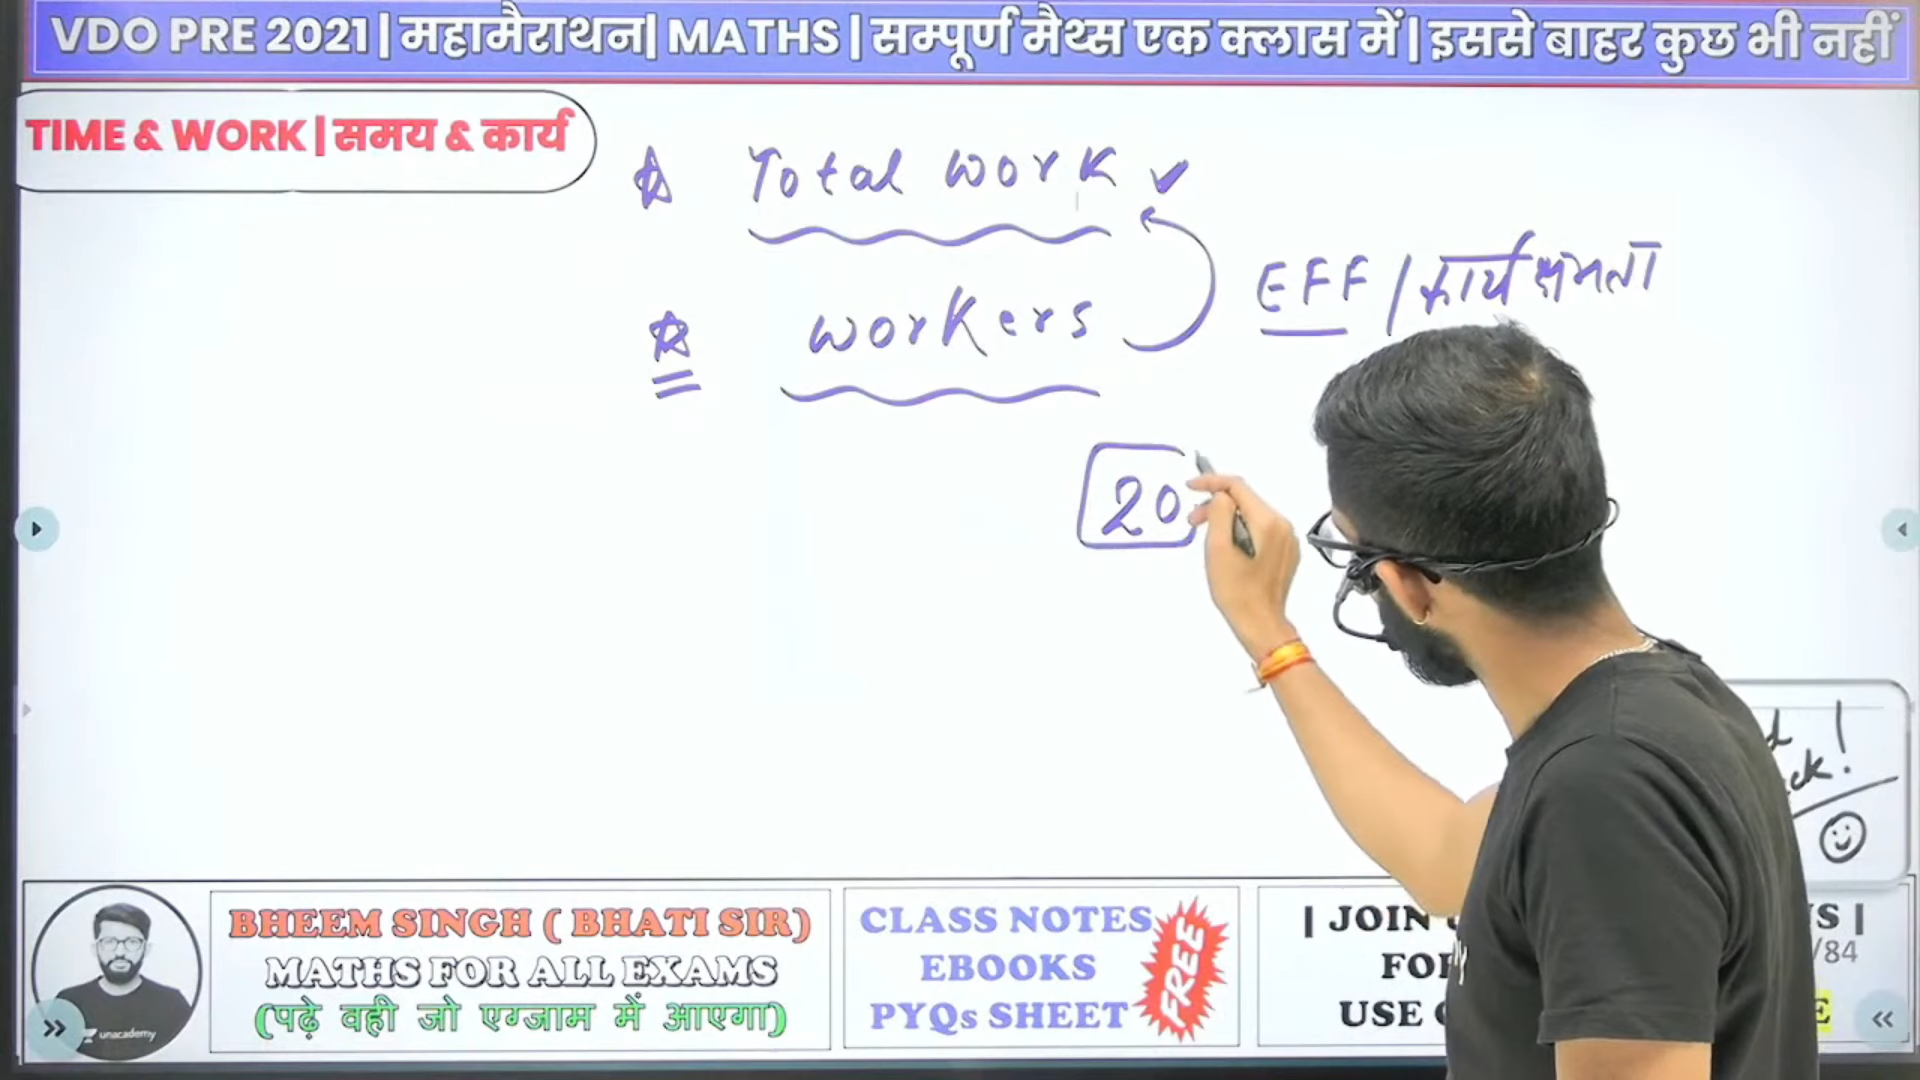 VDO PRE 2021 | महामैराथन| MATHS | सम्पूर्ण मैथ्स एक क्लास में | इससे बाहर कुछ भी नहीं
TIME & WORK | समय & कार्य
Total work ✓
EFF / कार्यक्षमता
workers
20
BHEEM SINGH ( BHATI SIR)
MATHS FOR ALL EXAMS
(पढ़े वही जो एग्जाम में आएगा)
unacademy
CLASS NOTES
EBOOKS
PYQs SHEET
FREE
| JOIN
/84
USE